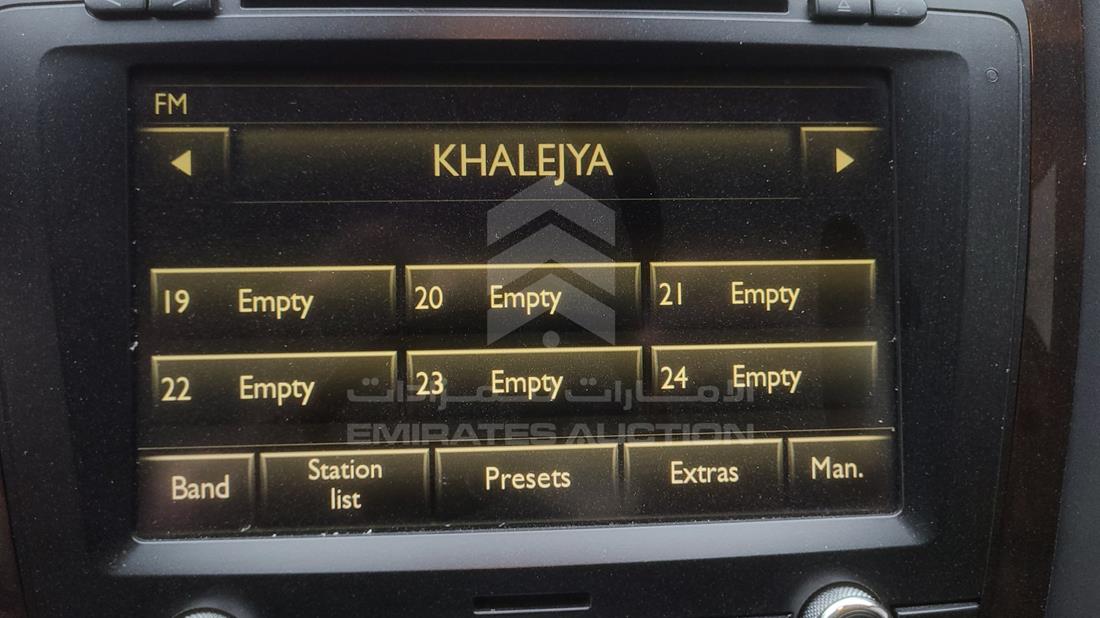 FM
KHALEJYA
19 Empty
20 Empty
21 Empty
22 Empty
23 Empty
24 Empty
الامارات للمزادات
EMIRATES AUCTION
Band
Station
list
Presets
Extras
Man.